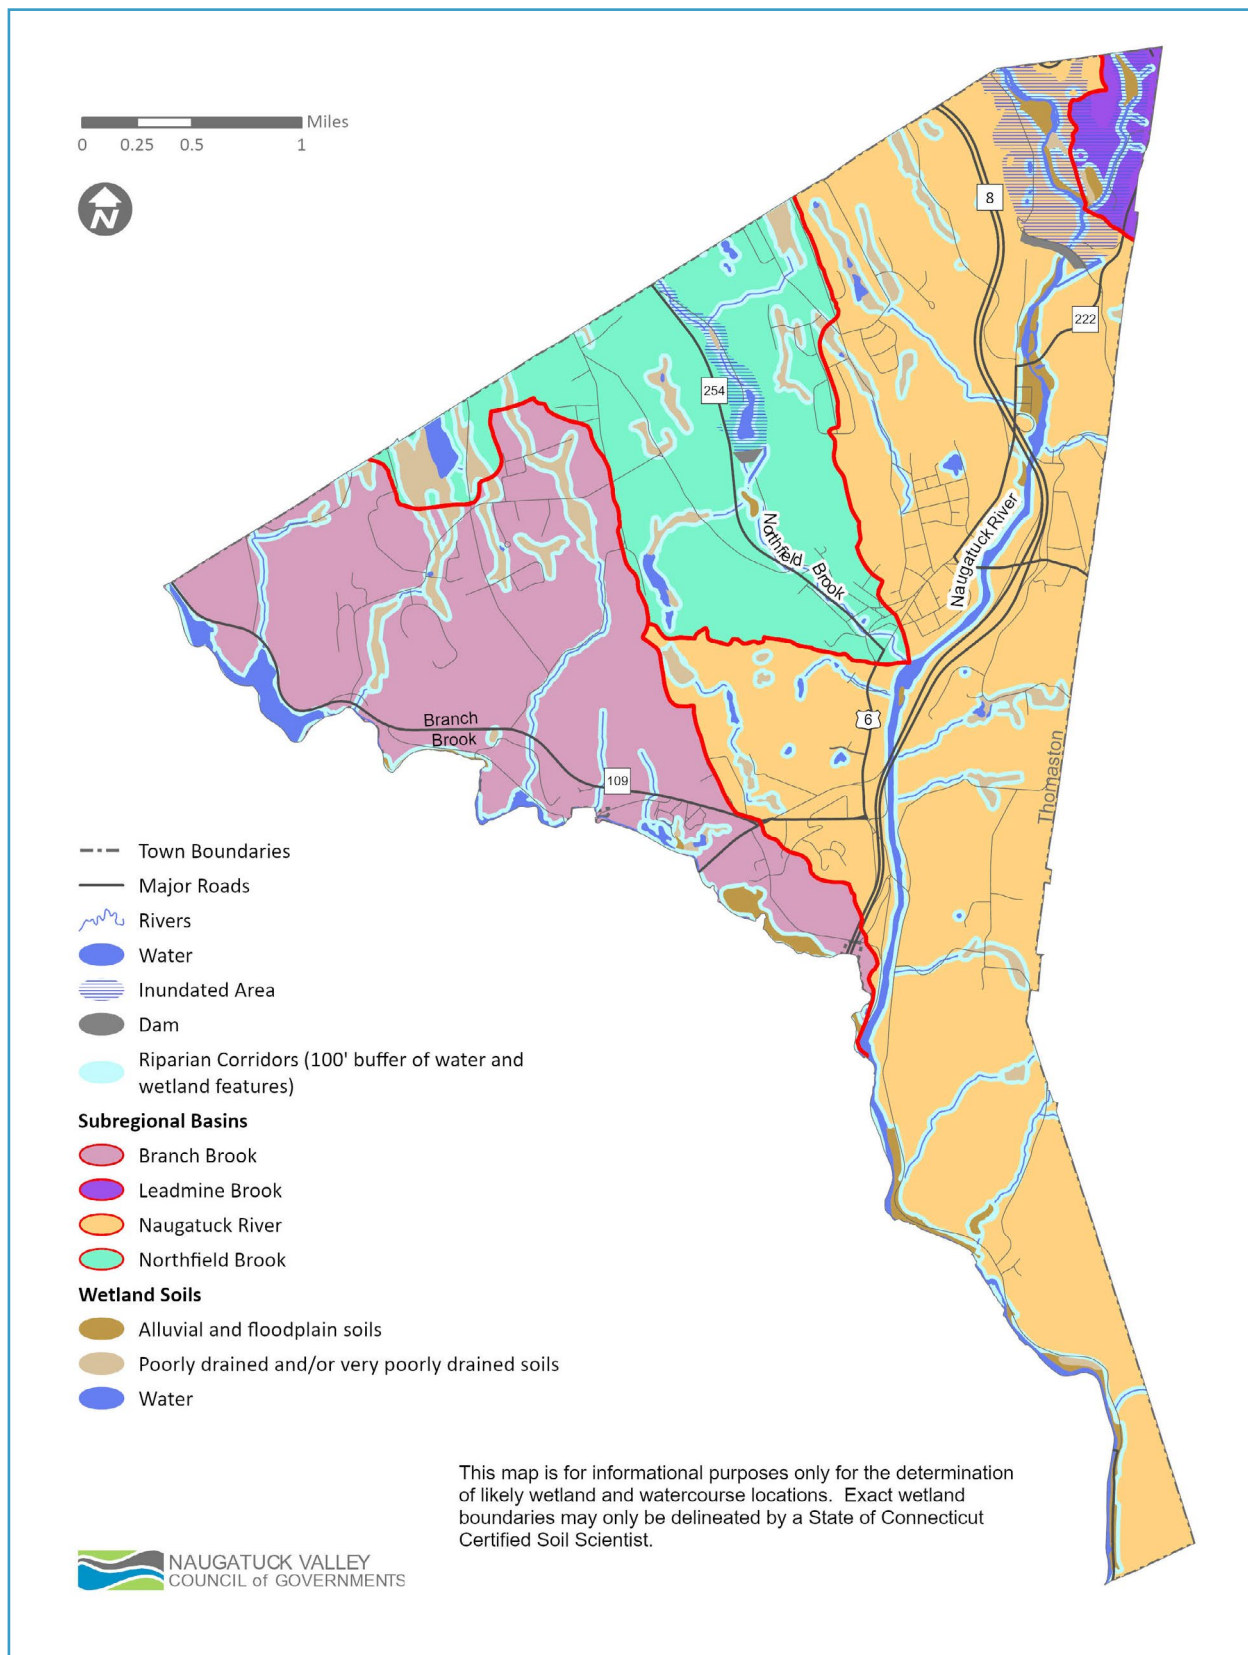 Miles
0 0.25 0.5 1
N
8
222
254
Northfield Brook
Naugatuck River
6
Branch
Brook
109
Thomaston
Town Boundaries
Major Roads
Rivers
Water
Inundated Area
Dam
Riparian Corridors (100' buffer of water and
wetland features)
Subregional Basins
Branch Brook
Leadmine Brook
Naugatuck River
Northfield Brook
Wetland Soils
Alluvial and floodplain soils
Poorly drained and/or very poorly drained soils
Water
This map is for informational purposes only for the determination
of likely wetland and watercourse locations.  Exact wetland
boundaries may only be delineated by a State of Connecticut
Certified Soil Scientist.
NAUGATUCK VALLEY
COUNCIL of GOVERNMENTS